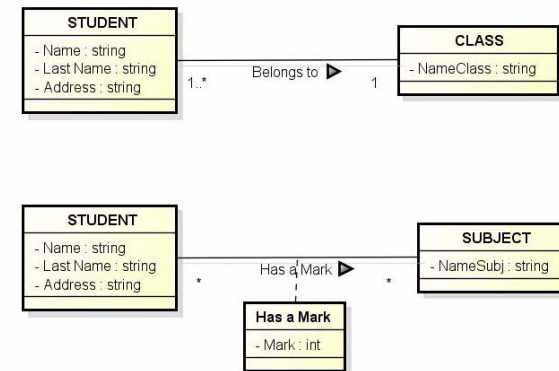 STUDENT
- Name : string
- Last Name : string
- Address : string
1..*
Belongs to
1
CLASS
- NameClass : string
STUDENT
- Name : string
- Last Name : string
- Address : string
*
Has a Mark
*
SUBJECT
- NameSubj : string
Has a Mark
- Mark : int